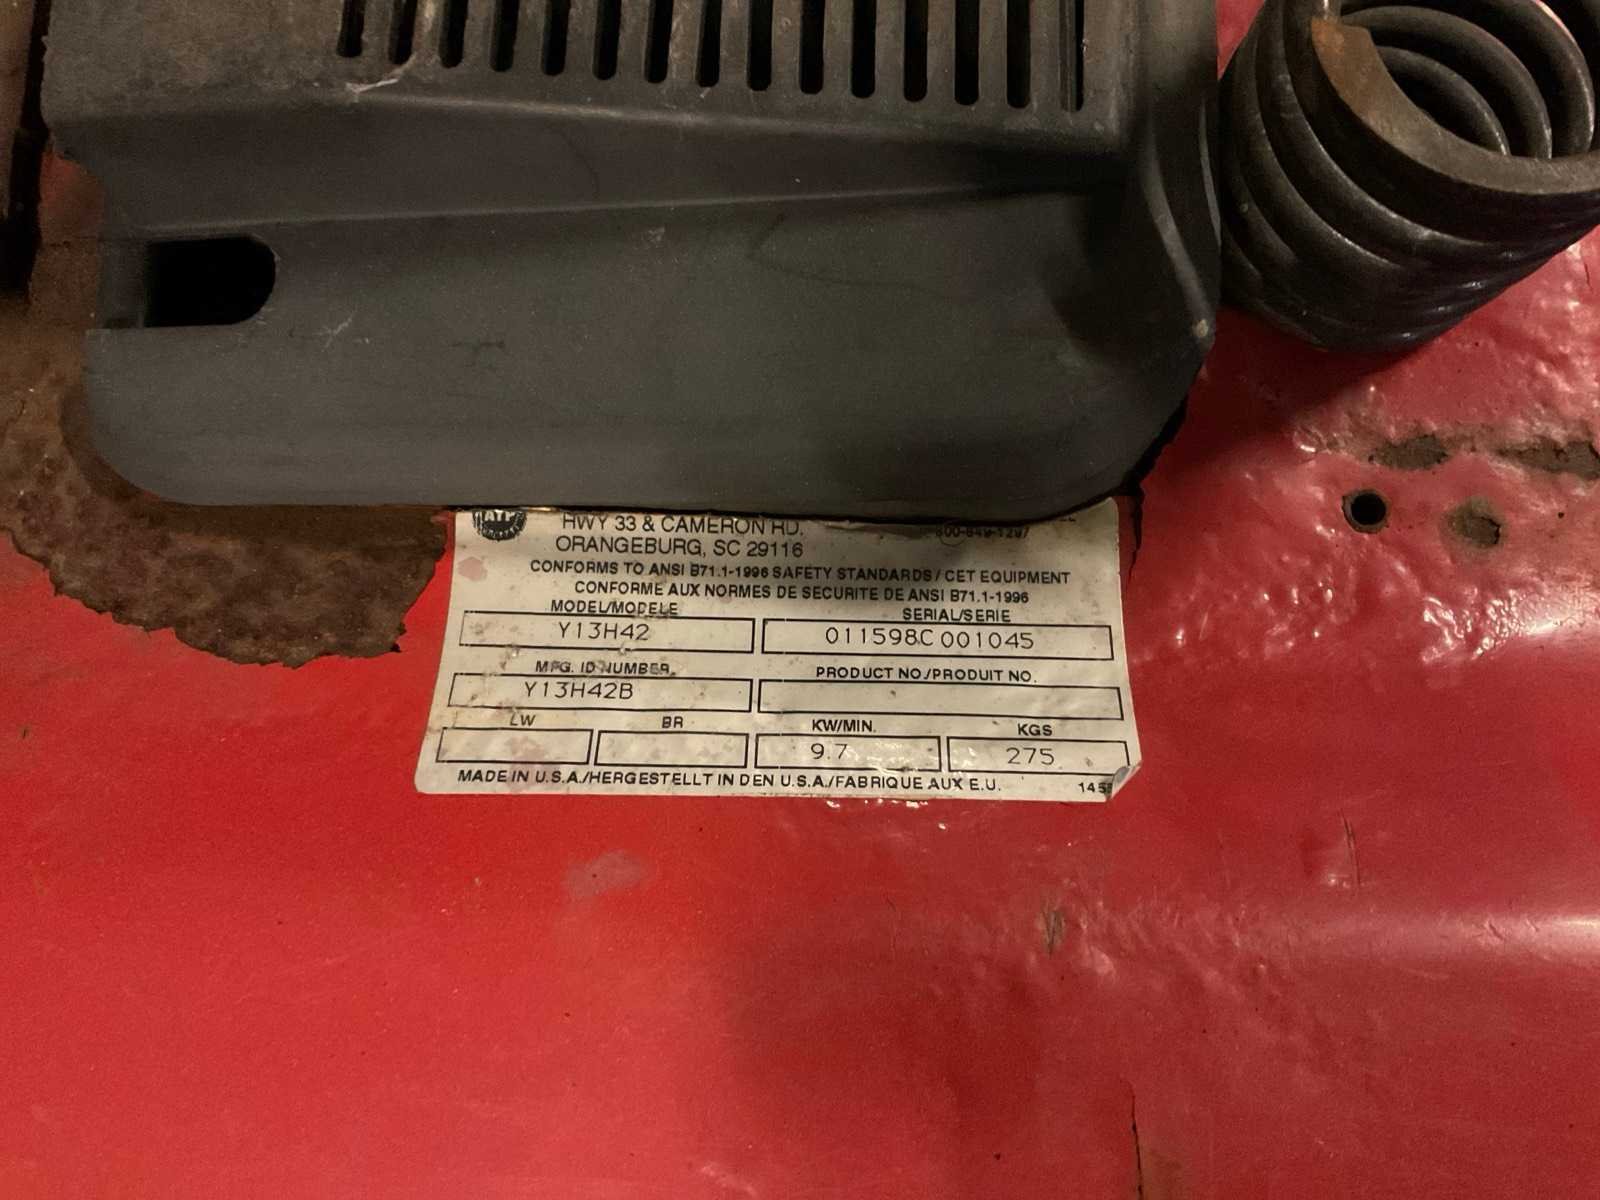 HWY 33 & CAMERON RD.
ORANGEBURG, SC 29116
800-849-1297
CONFORMS TO ANSI B71.1-1996 SAFETY STANDARDS / CET EQUIPMENT
CONFORME AUX NORMES DE SECURITE DE ANSI B71.1-1996
MODEL/MODELE SERIAL/SERIE
Y13H42 011598C 001045
MFG. ID NUMBER PRODUCT NO./PRODUIT NO.
Y13H42B
LW BR KW/MIN. KGS
9.7 275
MADE IN U.S.A./HERGESTELLT IN DEN U.S.A./FABRIQUE AUX E.U.